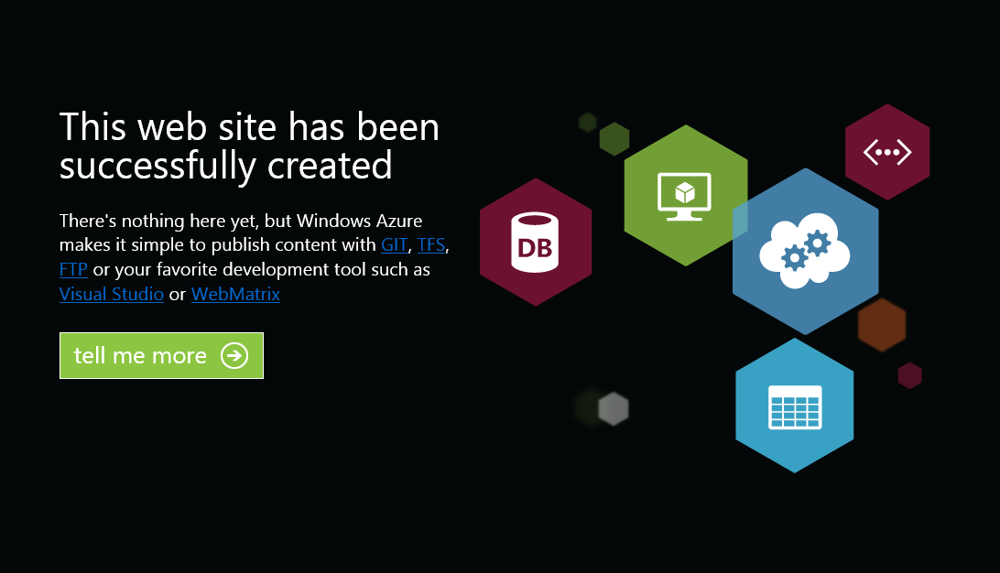 This web site has been
successfully created
There's nothing here yet, but Windows Azure
makes it simple to publish content with GIT, TFS,
FTP or your favorite development tool such as
Visual Studio or WebMatrix
tell me more
DB